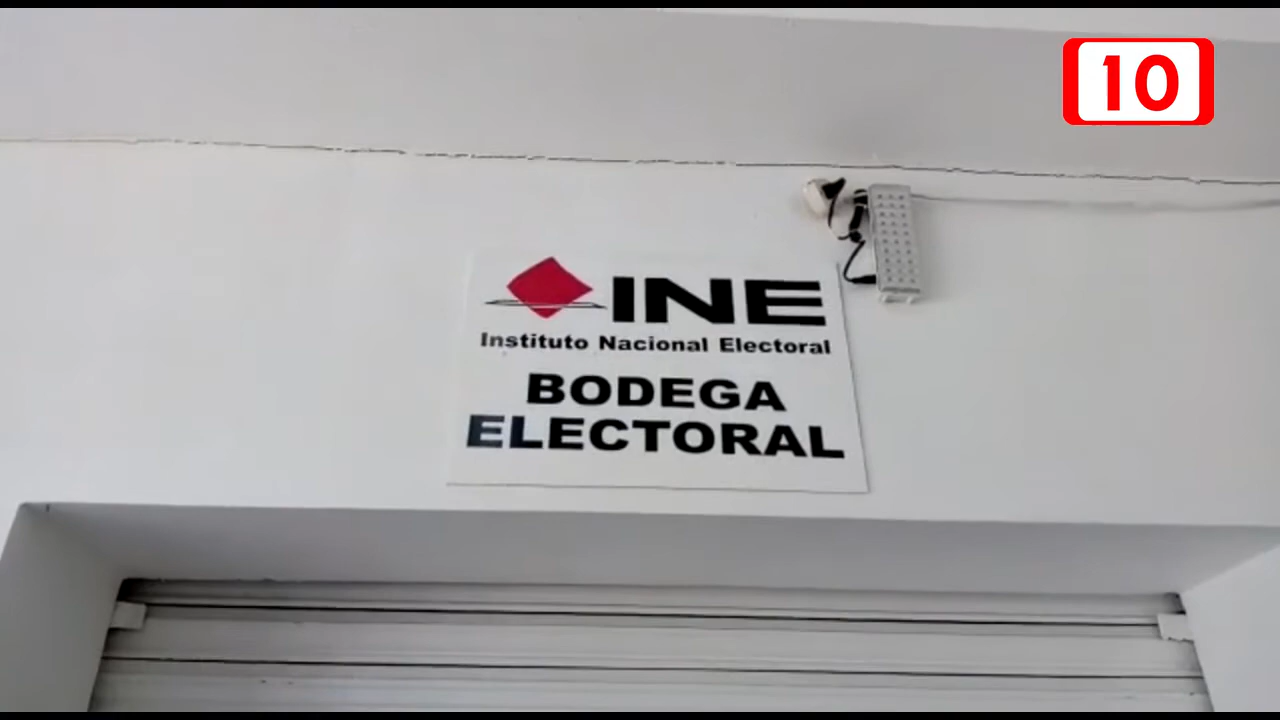 10
INE
Instituto Nacional Electoral
BODEGA
ELECTORAL